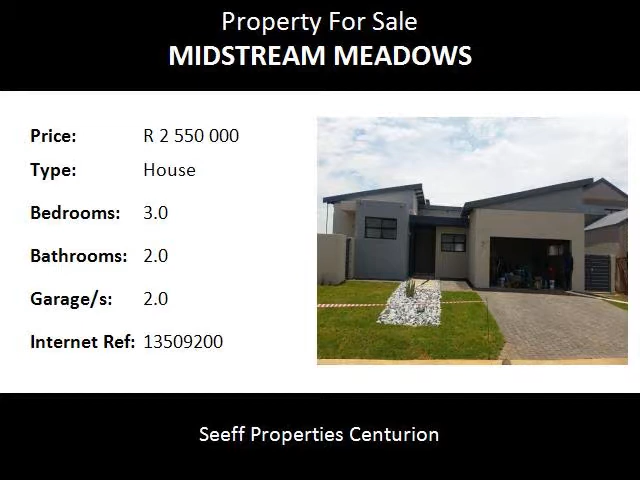 Property For Sale
MIDSTREAM MEADOWS
Price: R 2 550 000
Type: House
Bedrooms: 3.0
Bathrooms: 2.0
Garage/s: 2.0
Internet Ref: 13509200
Seeff Properties Centurion